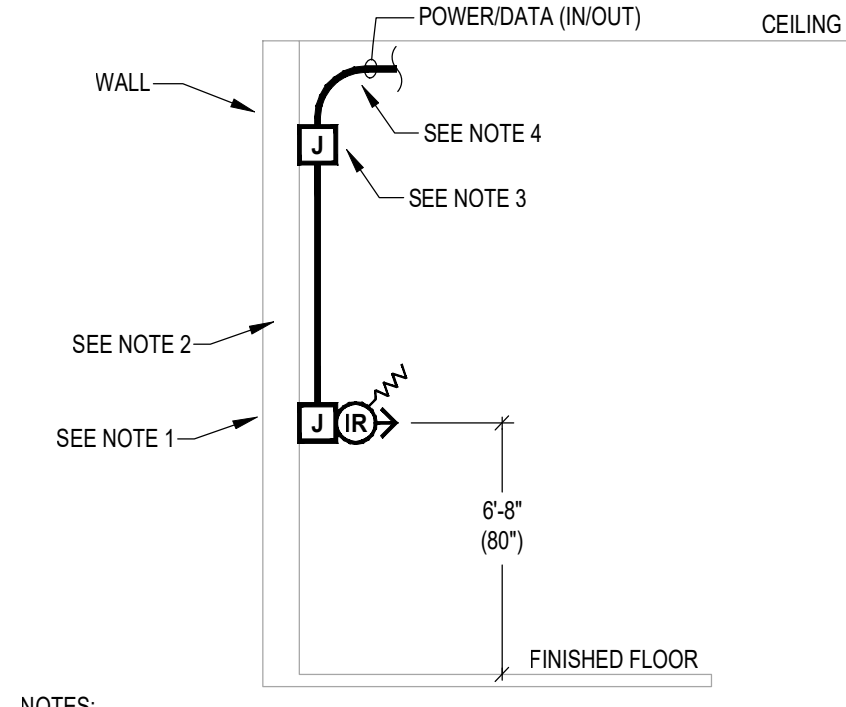 POWER/DATA (IN/OUT)
CEILING
WALL
SEE NOTE 4
J
SEE NOTE 3
SEE NOTE 2
SEE NOTE 1
J
IR
6'-8"
(80")
FINISHED FLOOR
NOTES: